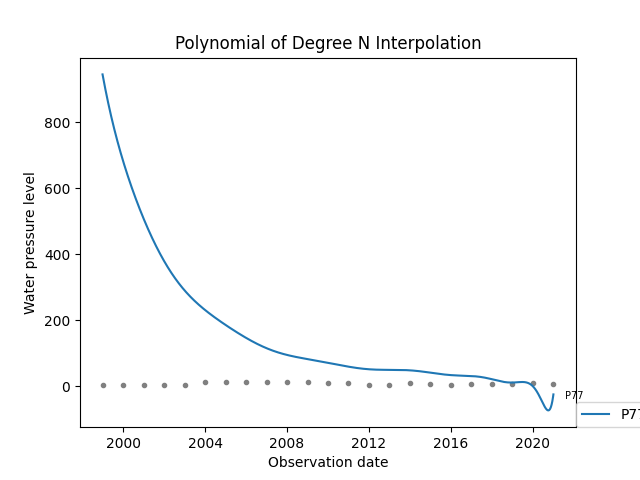 Polynomial of Degree N Interpolation
Water pressure level
800
600
400
200
0
P77
P77
2000 2004 2008 2012 2016 2020
Observation date